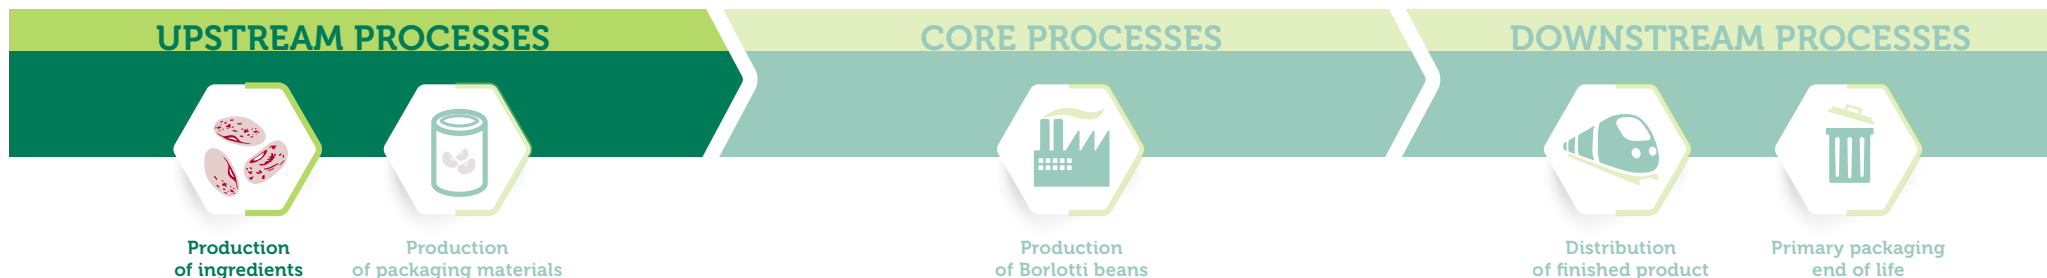 UPSTREAM PROCESSES
CORE PROCESSES
DOWNSTREAM PROCESSES
Production
of ingredients
Production
of packaging materials
Production
of Borlotti beans
Distribution
of finished product
Primary packaging
end of life